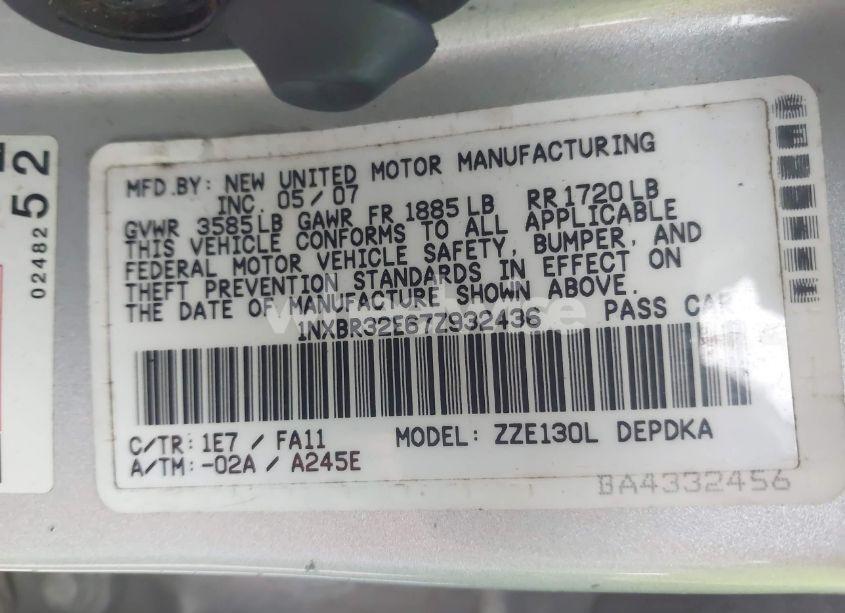 MFD.BY: NEW UNITED MOTOR MANUFACTURING
INC. 05/07
GVWR 3585LB GAWR FR 1885LB RR1720LB
THIS VEHICLE CONFORMS TO ALL APPLICABLE
FEDERAL MOTOR VEHICLE SAFETY, BUMPER, AND
THEFT PREVENTION STANDARDS IN EFFECT ON
THE DATE OF MANUFACTURE SHOWN ABOVE.
1NXBR32E67Z932436 PASS CAR
C/TR: 1E7 / FA11 MODEL: ZZE130L DEPDKA
A/TM: -02A / A245E
BA4332456
02482
52